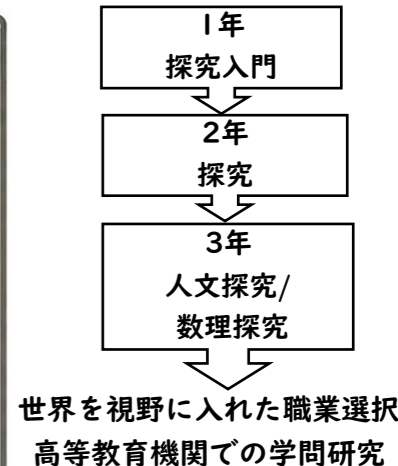 1年
探究入門
2年
探究
3年
人文探究/
数理探究
世界を視野に入れた職業選択
高等教育機関での学問研究